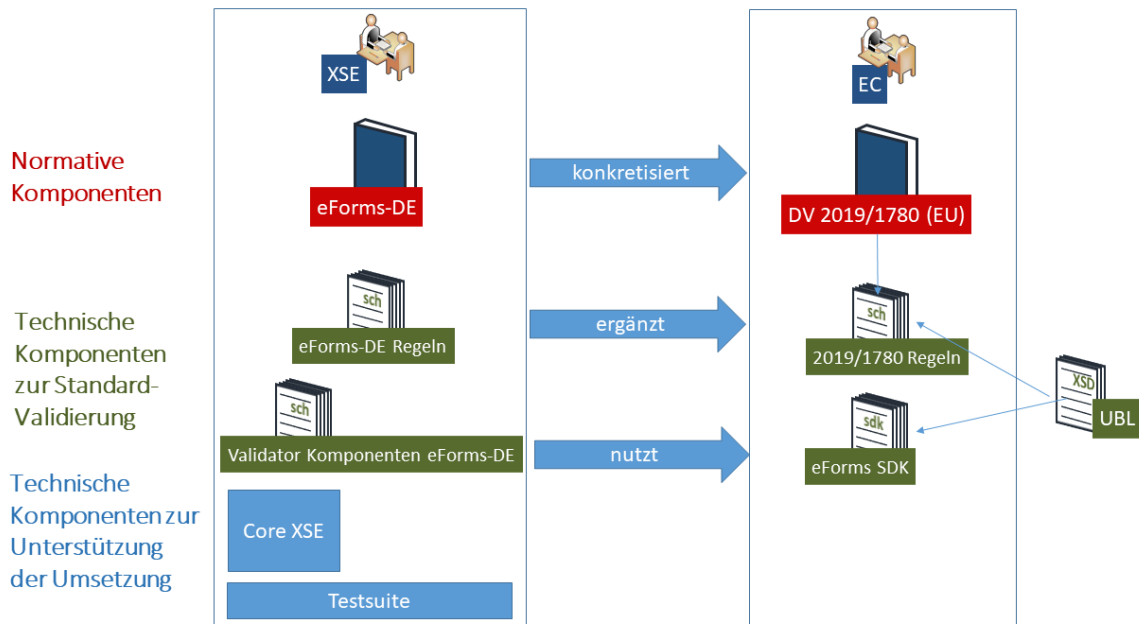 XSE
EC
Normative
Komponenten
eForms-DE
konkretisiert
DV 2019/1780 (EU)
Technische
Komponenten
zur Standard-
Validierung
sch
eForms-DE Regeln
ergänzt
sch
2019/1780 Regeln
sch
Validator Komponenten eForms-DE
nutzt
sdk
eForms SDK
XSD
UBL
Technische
Komponenten zur
Unterstützung
der Umsetzung
Core XSE
Testsuite